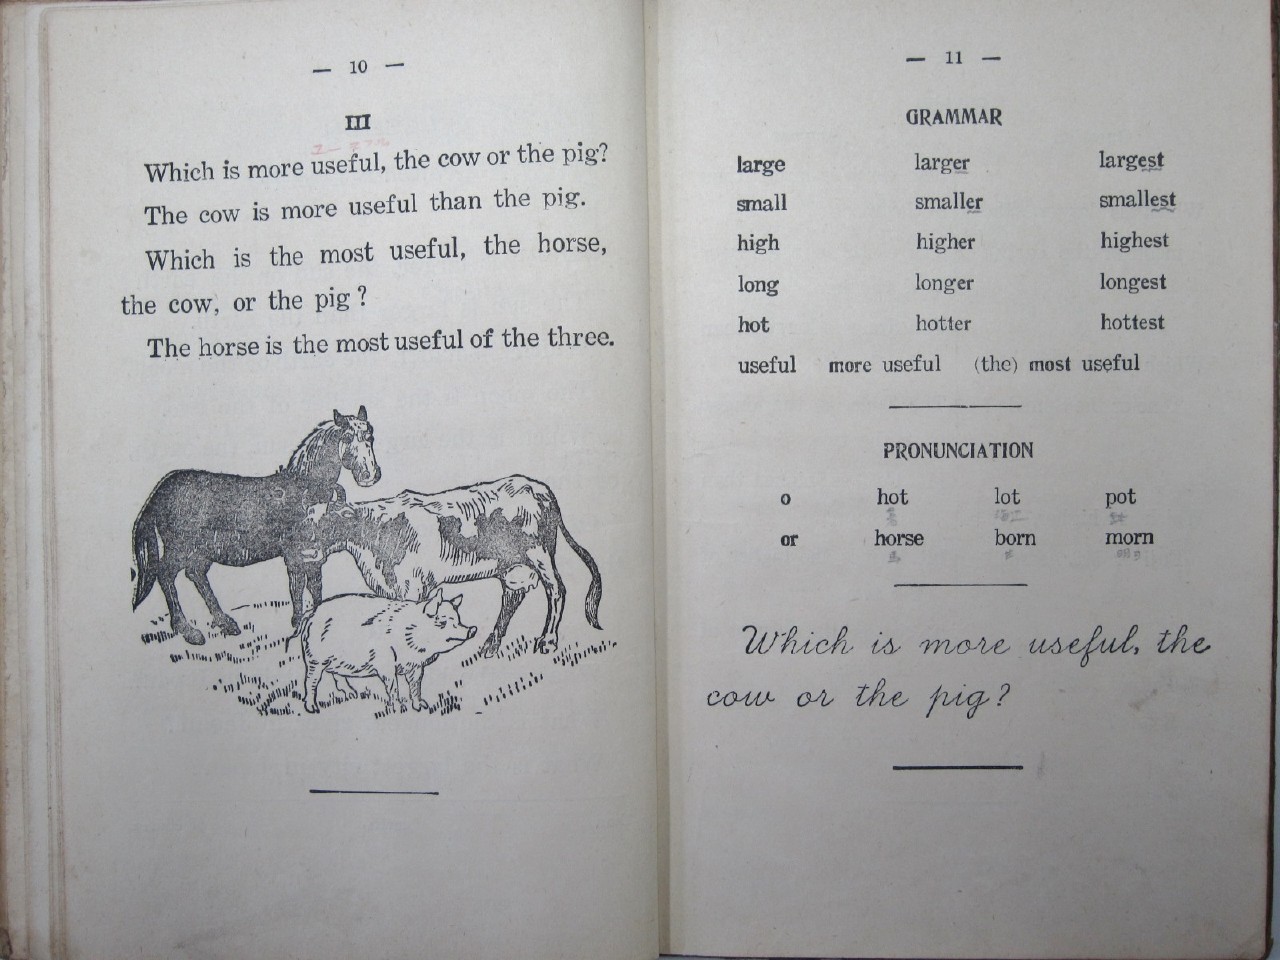 — 10 —
III
Which is more useful, the cow or the pig?
The cow is more useful than the pig.
Which is the most useful, the horse,
the cow, or the pig ?
The horse is the most useful of the three.
— 11 —
GRAMMAR
large larger largest
small smaller smallest
high higher highest
long longer longest
hot hotter hottest
useful more useful (the) most useful
PRONUNCIATION
o hot lot pot
or horse born morn
Which is more useful, the
cow or the pig?